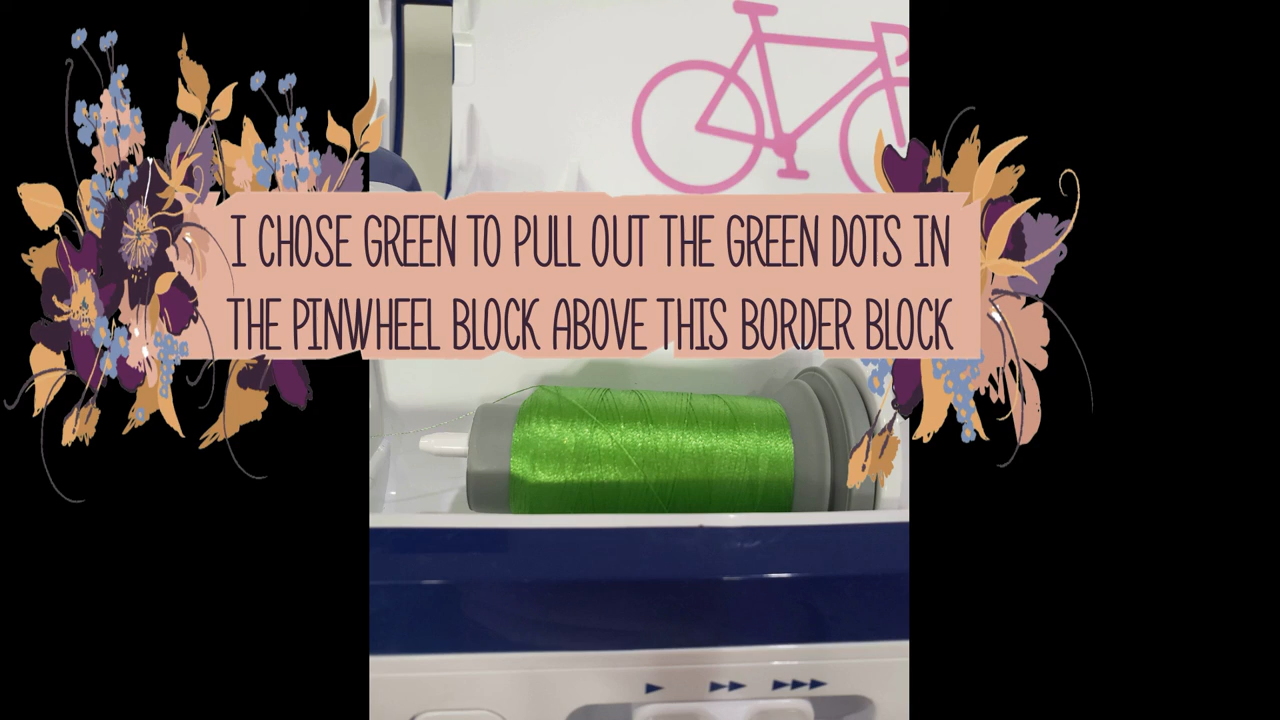 I CHOSE GREEN TO PULL OUT THE GREEN DOTS IN
THE PINWHEEL BLOCK ABOVE THIS BORDER BLOCK